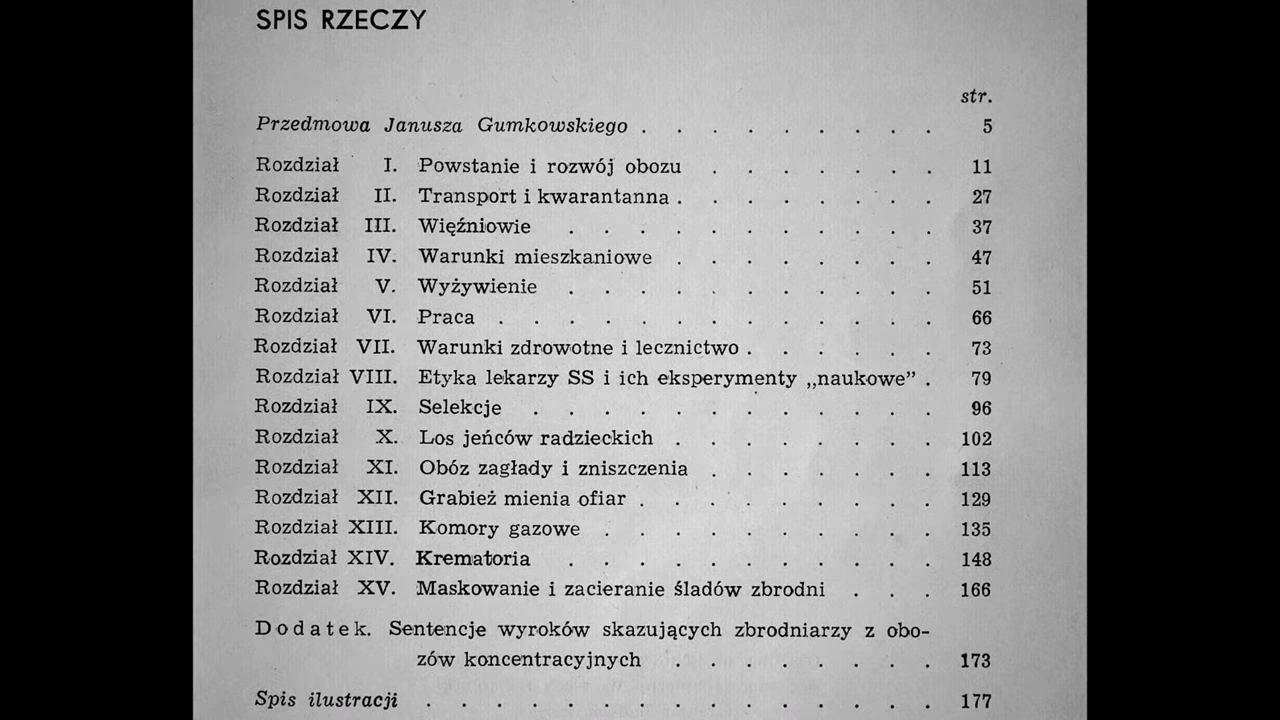 SPIS RZECZY
str.
Przedmowa Janusza Gumkowskiego . . . . . . . . . 5
Rozdział I. Powstanie i rozwój obozu . . . . . . . 11
Rozdział II. Transport i kwarantanna . . . . . . . . 27
Rozdział III. Więźniowie . . . . . . . . . . . 37
Rozdział IV. Warunki mieszkaniowe . . . . . . . . 47
Rozdział V. Wyżywienie . . . . . . . . . . . 51
Rozdział VI. Praca . . . . . . . . . . . . . 66
Rozdział VII. Warunki zdrowotne i lecznictwo . . . . . . 73
Rozdział VIII. Etyka lekarzy SS i ich eksperymenty „naukowe” . 79
Rozdział IX. Selekcje . . . . . . . . . . . . 96
Rozdział X. Los jeńców radzieckich . . . . . . . . 102
Rozdział XI. Obóz zagłady i zniszczenia . . . . . . . 113
Rozdział XII. Grabież mienia ofiar . . . . . . . . . 129
Rozdział XIII. Komory gazowe . . . . . . . . . . 135
Rozdział XIV. Krematoria . . . . . . . . . . . 148
Rozdział XV. Maskowanie i zacieranie śladów zbrodni . . . 166
Dodatek. Sentencje wyroków skazujących zbrodniarzy z obo-
zów koncentracyjnych . . . . . . . . 173
Spis ilustracji . . . . . . . . . . . . . . . 177